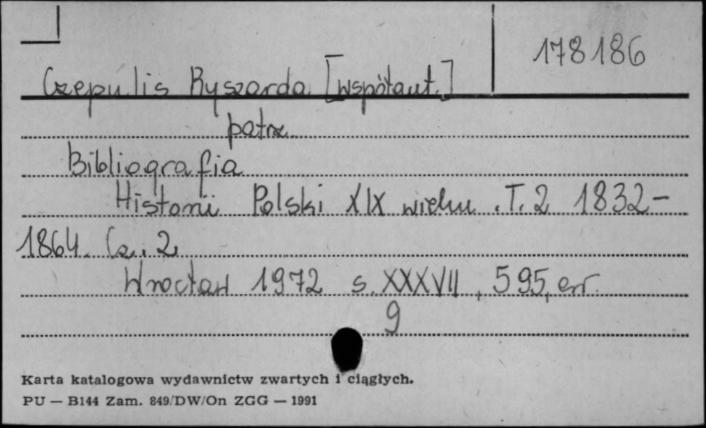 178186
Czepulis Ryszarda [współaut.]
patrz
Bibliografia
Historii Polski XIX wieku. T. 2 1832-
1864. Cz. 2
Wrocław 1972 s. XXXVII, 595, err.
9
Karta katalogowa wydawnictw zwartych i ciągłych.
PU — B144 Zam. 849/DW/On ZGG — 1991